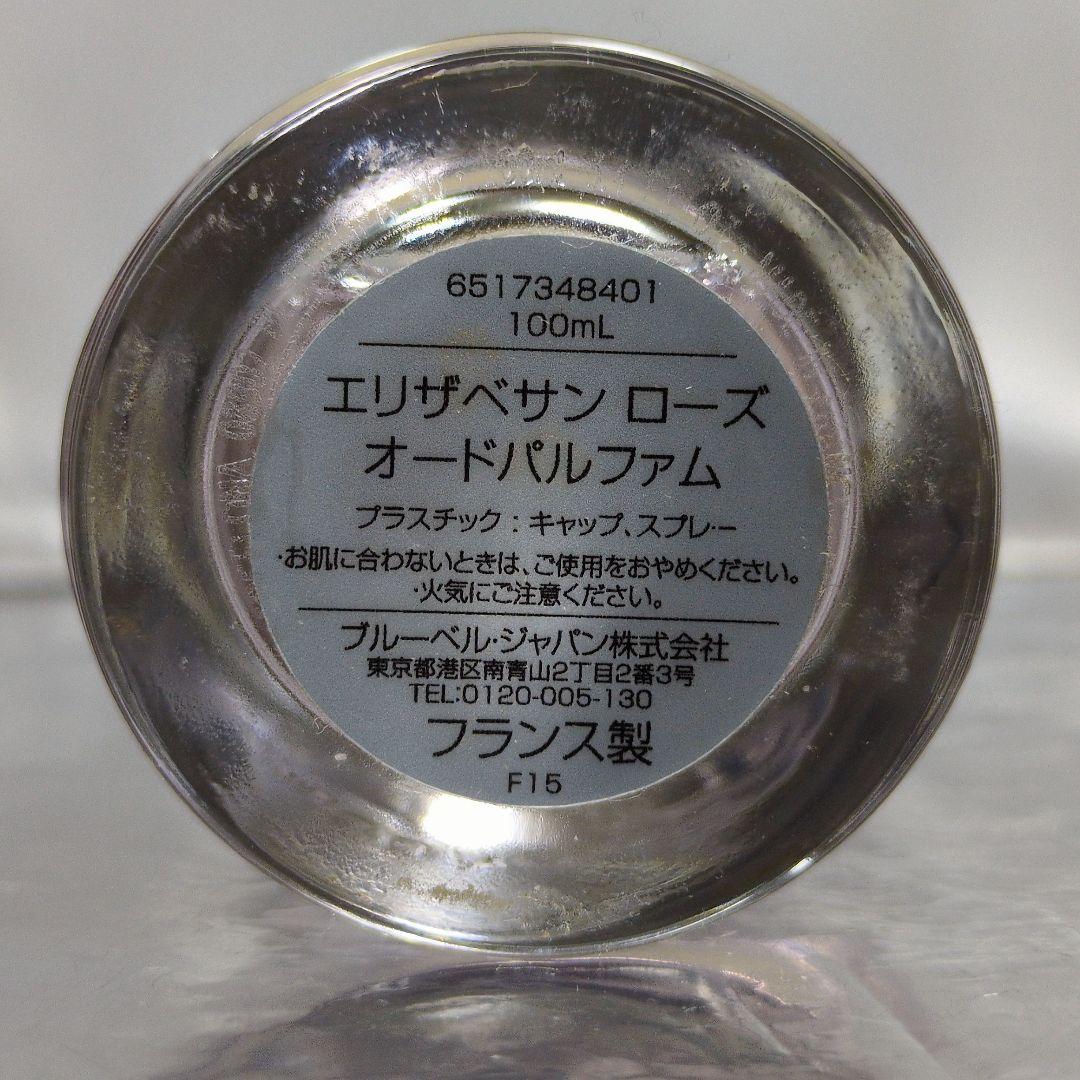 6517348401
100mL
エリザベサン ローズ
オードパルファム
プラスチック：キャップ、スプレー
・お肌に合わないときは、ご使用をおやめください。
・火気にご注意ください。
ブルーベル・ジャパン株式会社
東京都港区南青山2丁目2番3号
TEL:0120-005-130
フランス製
F15